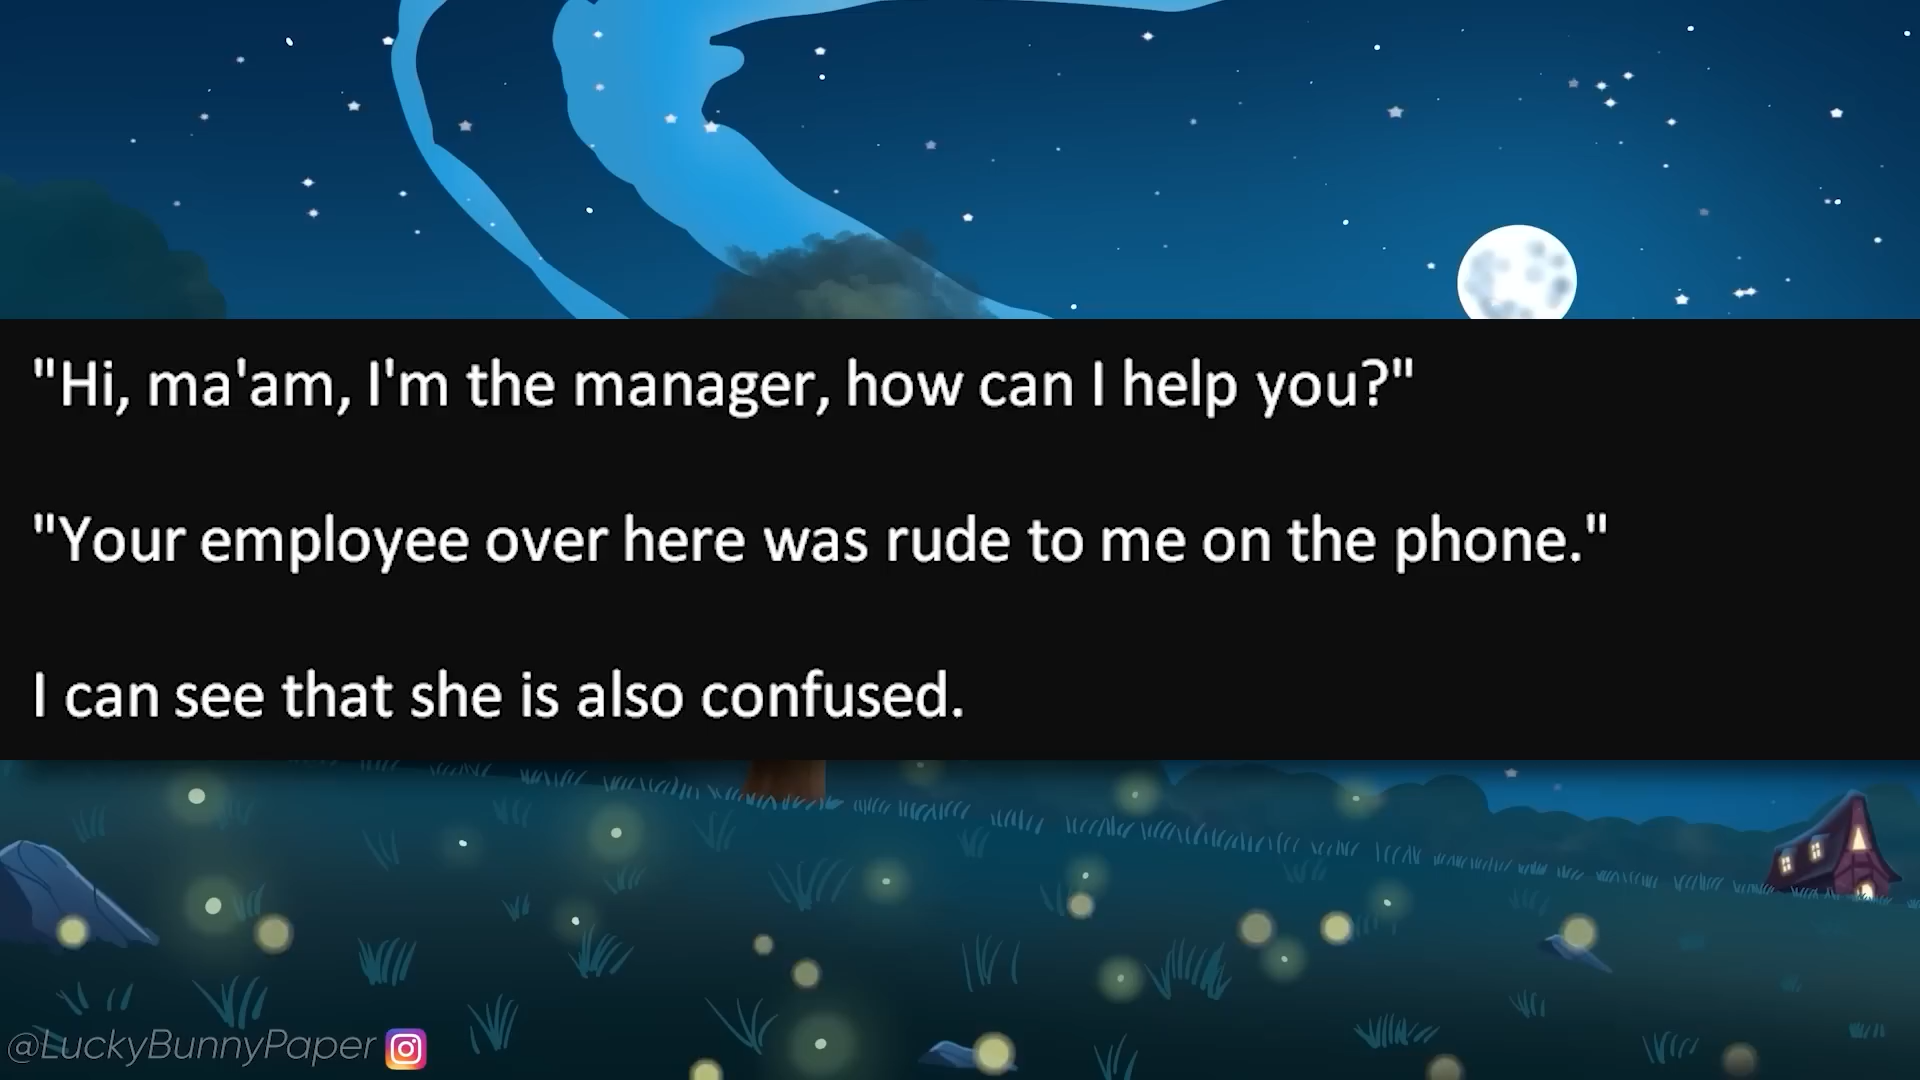 "Hi, ma'am, I'm the manager, how can I help you?"
"Your employee over here was rude to me on the phone."
I can see that she is also confused.
@LuckyBunnyPaper